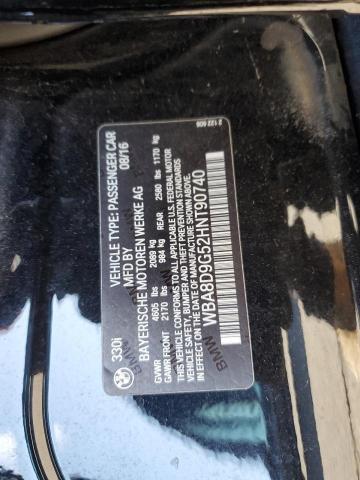 330i VEHICLE TYPE: PASSENGER CAR
MFD BY 08/16
BAYERISCHE MOTOREN WERKE AG
GVWR 4605 lbs 2089 kg
GAWR FRONT 2170 lbs 984 kg REAR 2580 lbs 1170 kg
THIS VEHICLE CONFORMS TO ALL APPLICABLE U.S. FEDERAL MOTOR
VEHICLE SAFETY, BUMPER AND THEFT PREVENTION STANDARDS
IN EFFECT ON THE DATE OF MANUFACTURE SHOWN ABOVE.
WBA8D9G52HNT90740